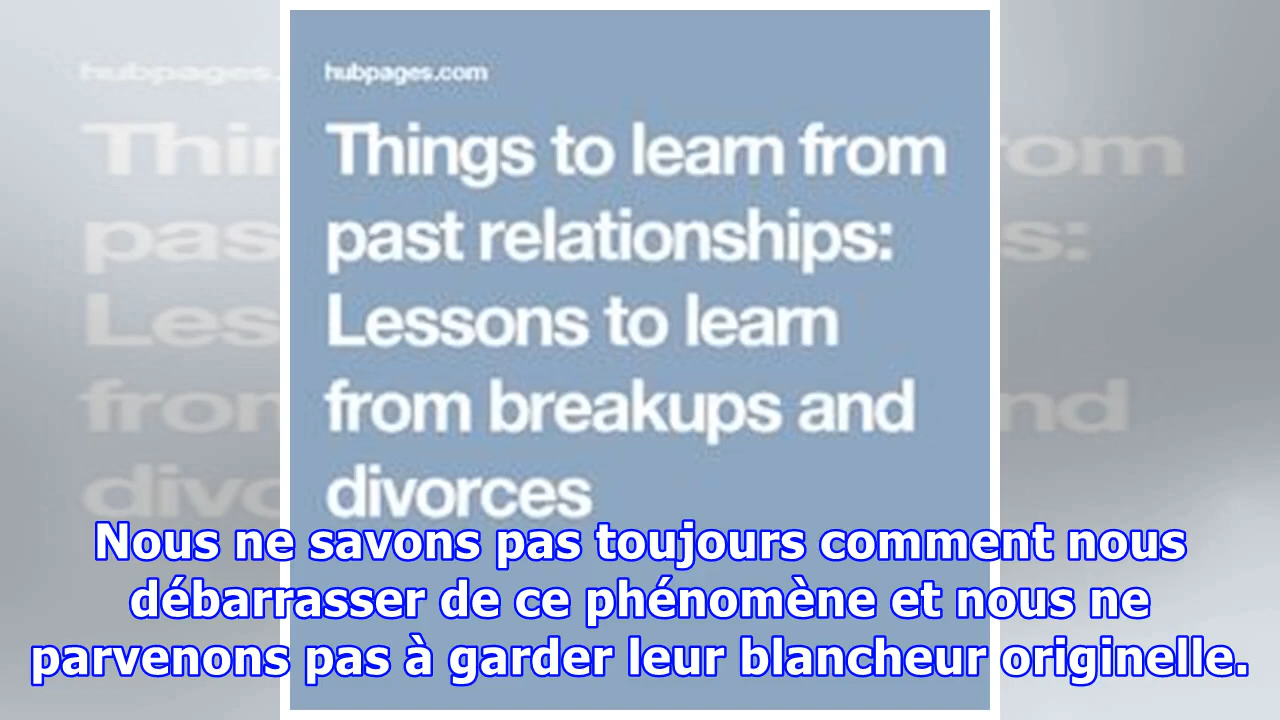 hubpages.com
Things to learn from
past relationships:
Lessons to learn
from breakups and
divorces
Nous ne savons pas toujours comment nous
débarrasser de ce phénomène et nous ne
parvenons pas à garder leur blancheur originelle.